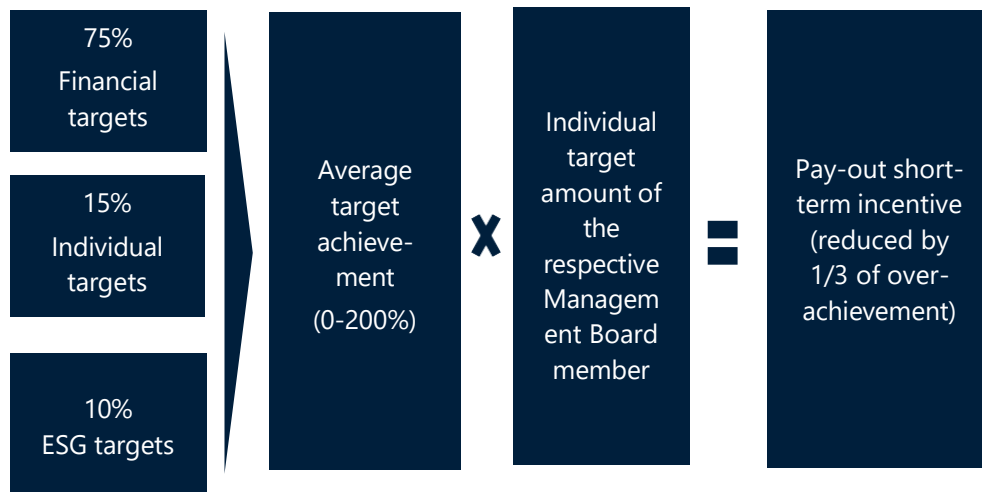 75%
Financial
targets
15%
Individual
targets
10%
ESG targets
Average
target
achieve-
ment
(0-200%)
x
Individual
target
amount of
the
respective
Managem
ent Board
member
=
Pay-out short-
term incentive
(reduced by
1/3 of over-
achievement)